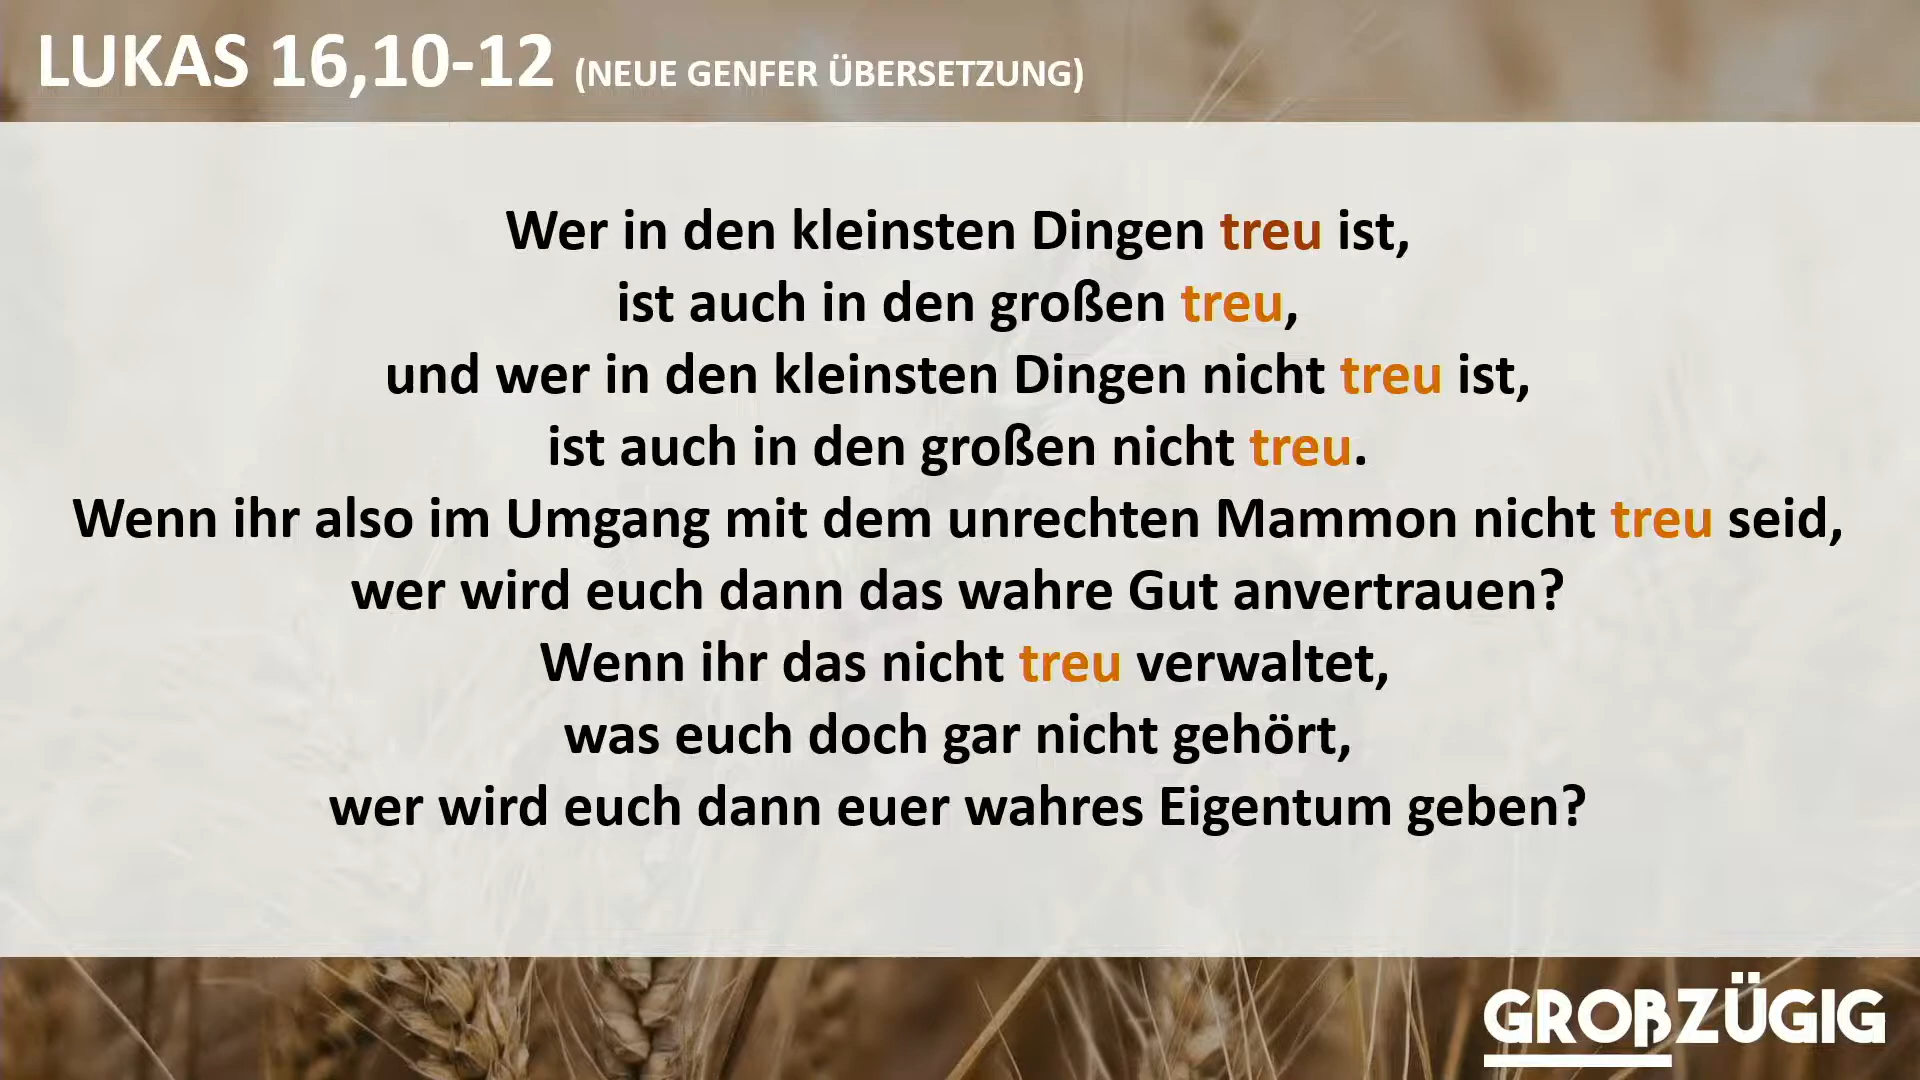 LUKAS 16,10-12 (NEUE GENFER ÜBERSETZUNG)
Wer in den kleinsten Dingen treu ist,
ist auch in den großen treu,
und wer in den kleinsten Dingen nicht treu ist,
ist auch in den großen nicht treu.
Wenn ihr also im Umgang mit dem unrechten Mammon nicht treu seid,
wer wird euch dann das wahre Gut anvertrauen?
Wenn ihr das nicht treu verwaltet,
was euch doch gar nicht gehört,
wer wird euch dann euer wahres Eigentum geben?
GROßZÜGIG